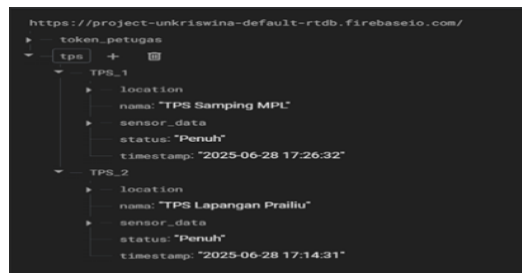 https://project-unkriswina-default-rtdb.firebaseio.com/
token_petugas
tps
TPS_1
location
nama: "TPS Samping MPL"
sensor_data
status: "Penuh"
timestamp: "2025-06-28 17:26:32"
TPS_2
location
nama: "TPS Lapangan Prailiu"
sensor_data
status: "Penuh"
timestamp: "2025-06-28 17:14:31"